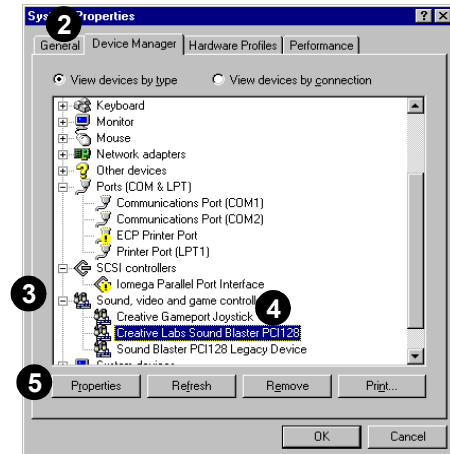 System Properties
2
General Device Manager Hardware Profiles Performance
View devices by type View devices by connection
Keyboard
Monitor
Mouse
Network adapters
Other devices
Ports (COM & LPT)
Communications Port (COM1)
Communications Port (COM2)
ECP Printer Port
Printer Port (LPT1)
SCSI controllers
Iomega Parallel Port Interface
3 Sound, video and game controll
Creative Gameport Joystick 4
Creative Labs Sound Blaster PCI128
Sound Blaster PCI128 Legacy Device
System devices
5 Properties Refresh Remove Print...
OK Cancel